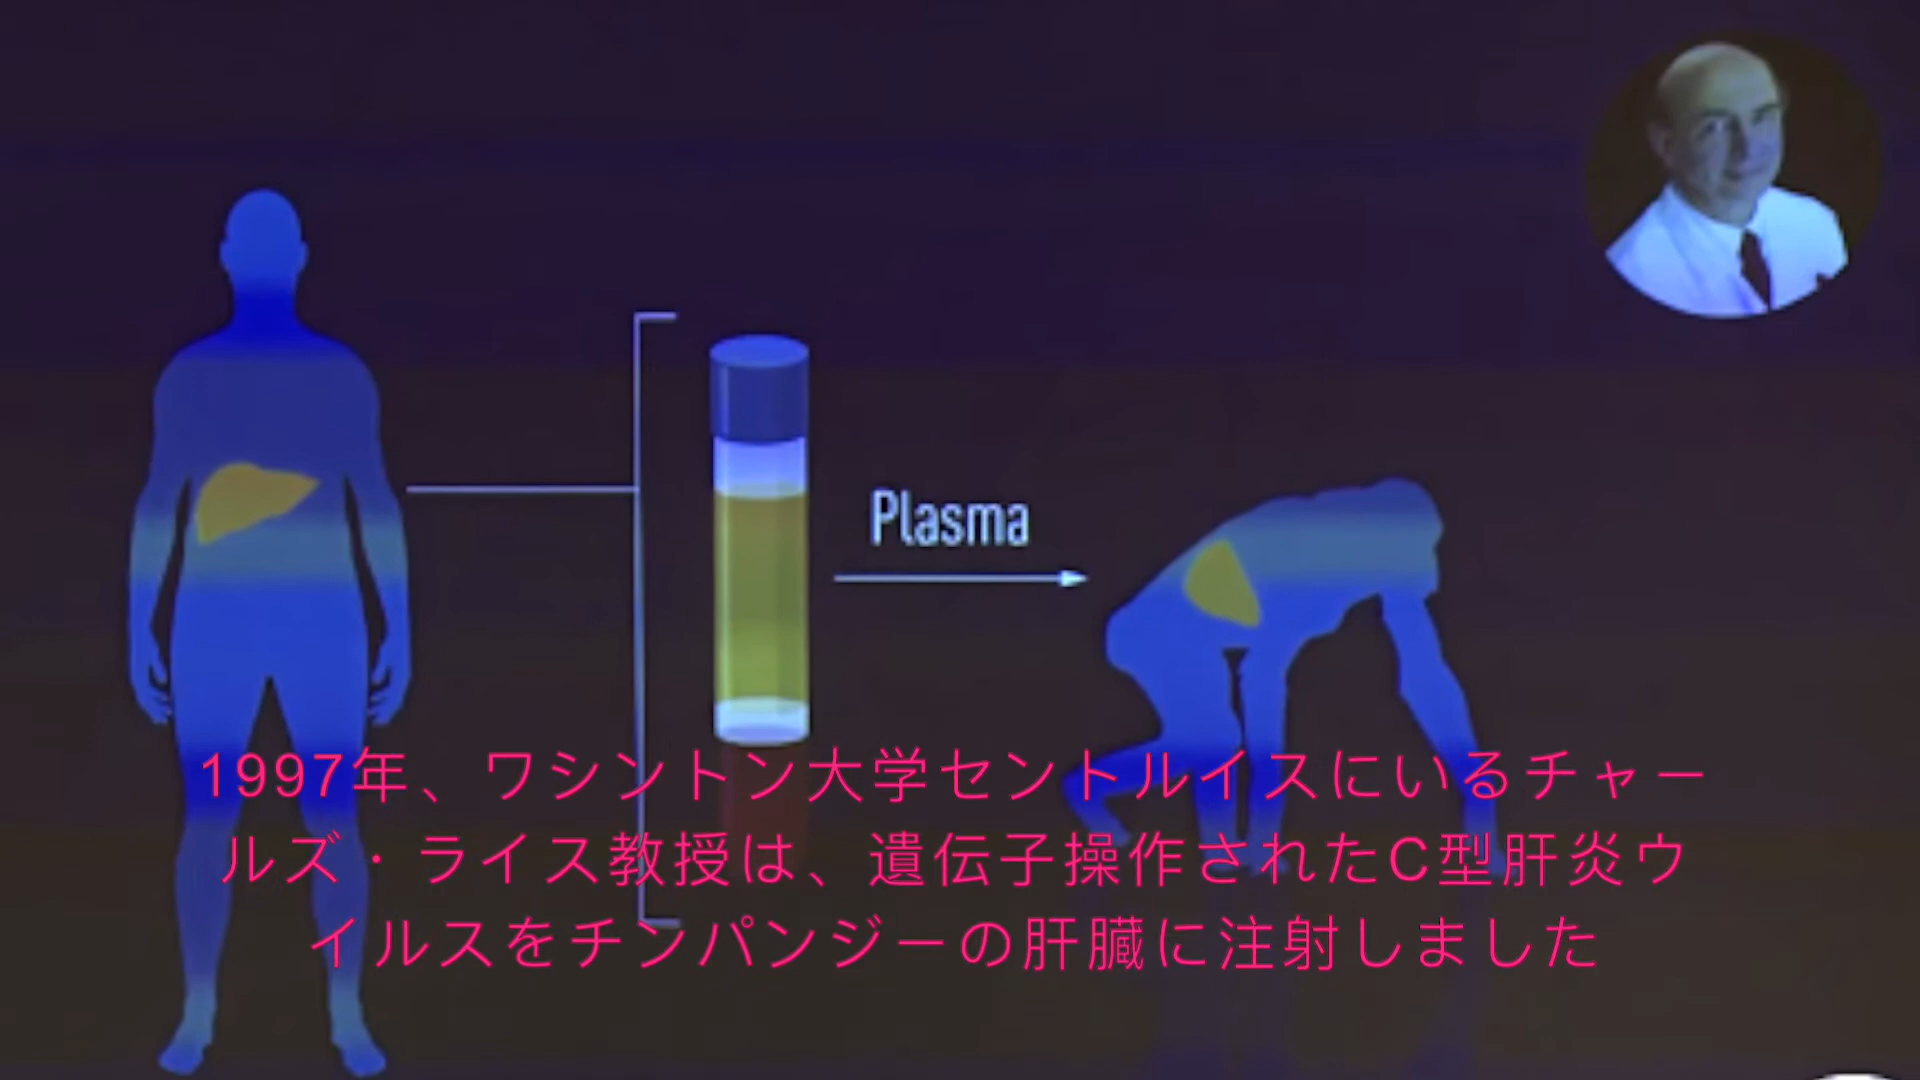 Plasma
1997年、ワシントン大学セントルイスにいるチャー
ルズ・ライス教授は、遺伝子操作されたC型肝炎ウ
イルスをチンパンジーの肝臓に注射しました